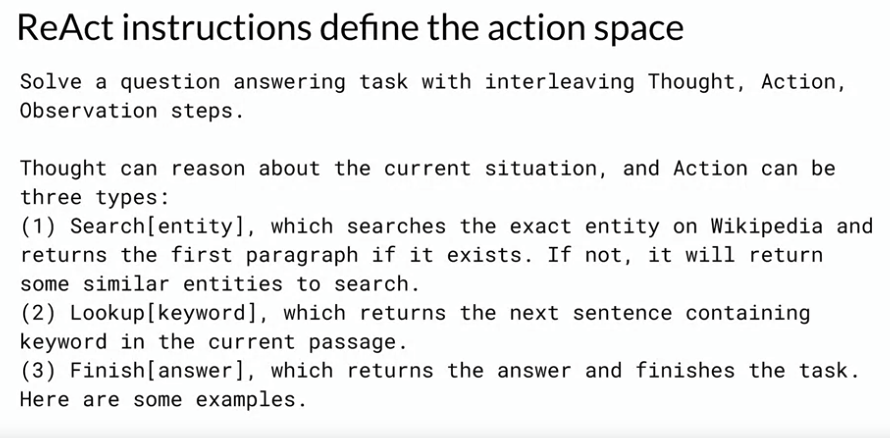 ReAct instructions define the action space
Solve a question answering task with interleaving Thought, Action,
Observation steps.
Thought can reason about the current situation, and Action can be
three types:
(1) Search[entity], which searches the exact entity on Wikipedia and
returns the first paragraph if it exists. If not, it will return
some similar entities to search.
(2) Lookup[keyword], which returns the next sentence containing
keyword in the current passage.
(3) Finish[answer], which returns the answer and finishes the task.
Here are some examples.